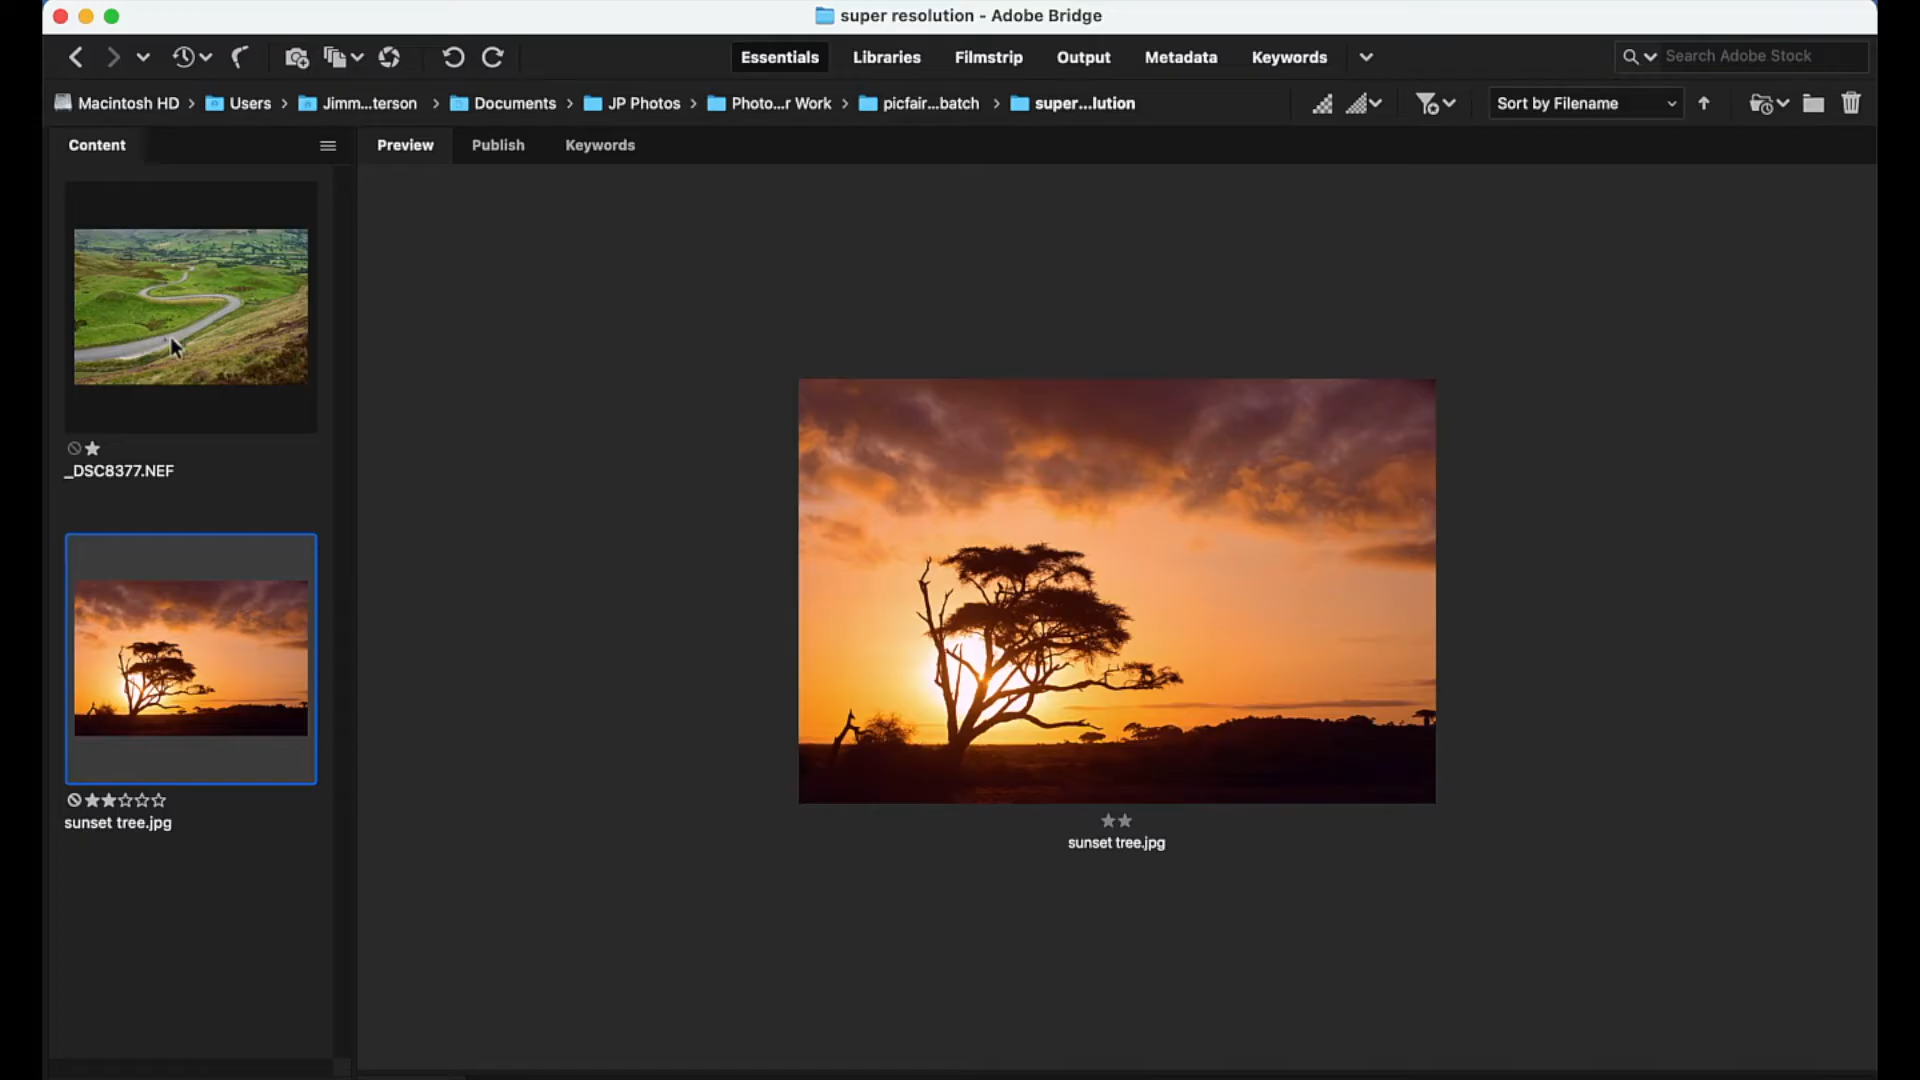 super resolution - Adobe Bridge
Essentials Libraries Filmstrip Output Metadata Keywords Search Adobe Stock
Macintosh HD Users Jimm...terson Documents JP Photos Photo...r Work picfair...batch super...lution Sort by Filename
Content Preview Publish Keywords
_DSC8377.NEF
sunset tree.jpg
sunset tree.jpg